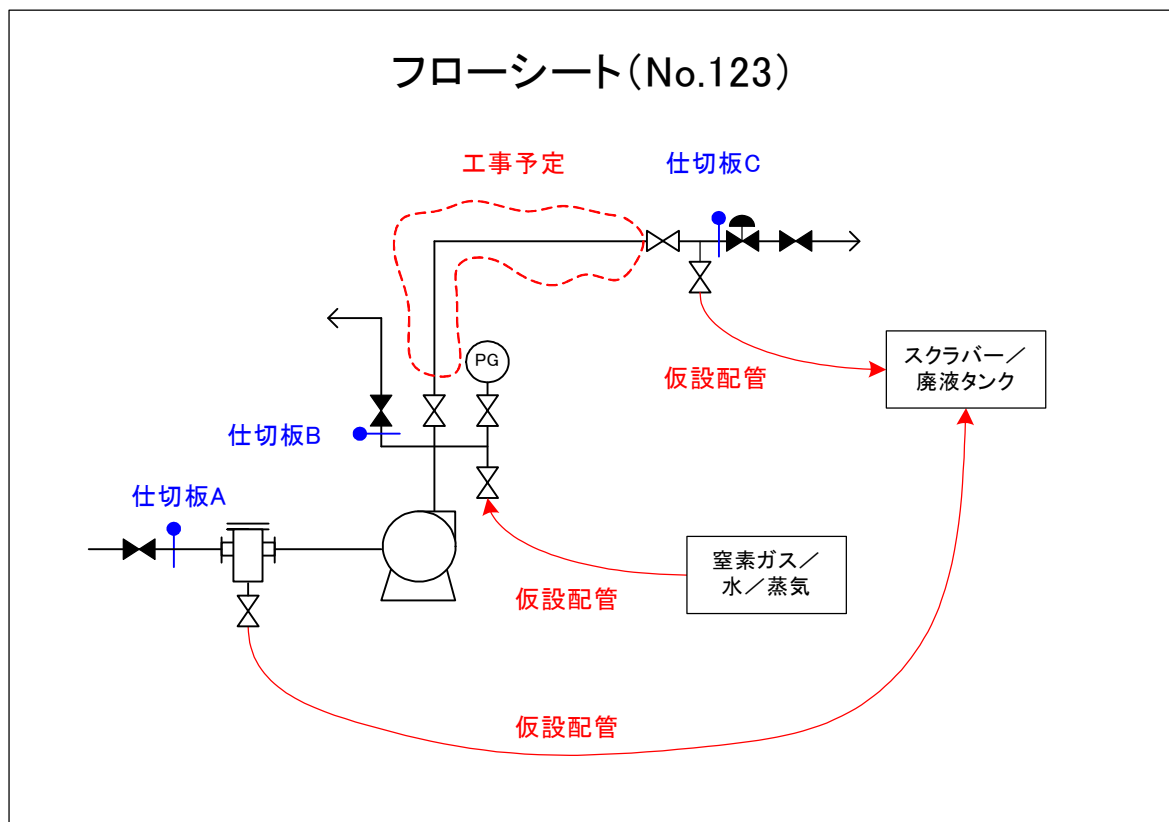 フローシート(No.123)
工事予定
仕切板C
PG
スクラバー/
廃液タンク
仮設配管
仕切板B
仕切板A
窒素ガス/
水/蒸気
仮設配管
仮設配管